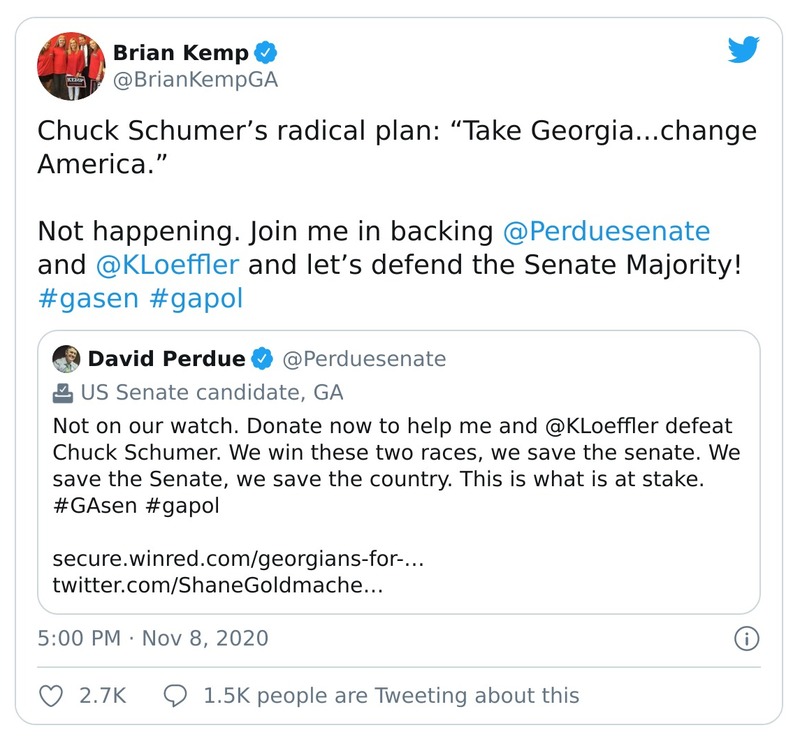 Brian Kemp
@BrianKempGA
Chuck Schumer’s radical plan: “Take Georgia...change
America.”
Not happening. Join me in backing @Perduesenate
and @KLoeffler and let’s defend the Senate Majority!
#gasen #gapol
David Perdue @Perduesenate
US Senate candidate, GA
Not on our watch. Donate now to help me and @KLoeffler defeat
Chuck Schumer. We win these two races, we save the senate. We
save the Senate, we save the country. This is what is at stake.
#GAsen #gapol
secure.winred.com/georgians-for-…
twitter.com/ShaneGoldmache…
5:00 PM · Nov 8, 2020
2.7K 1.5K people are Tweeting about this